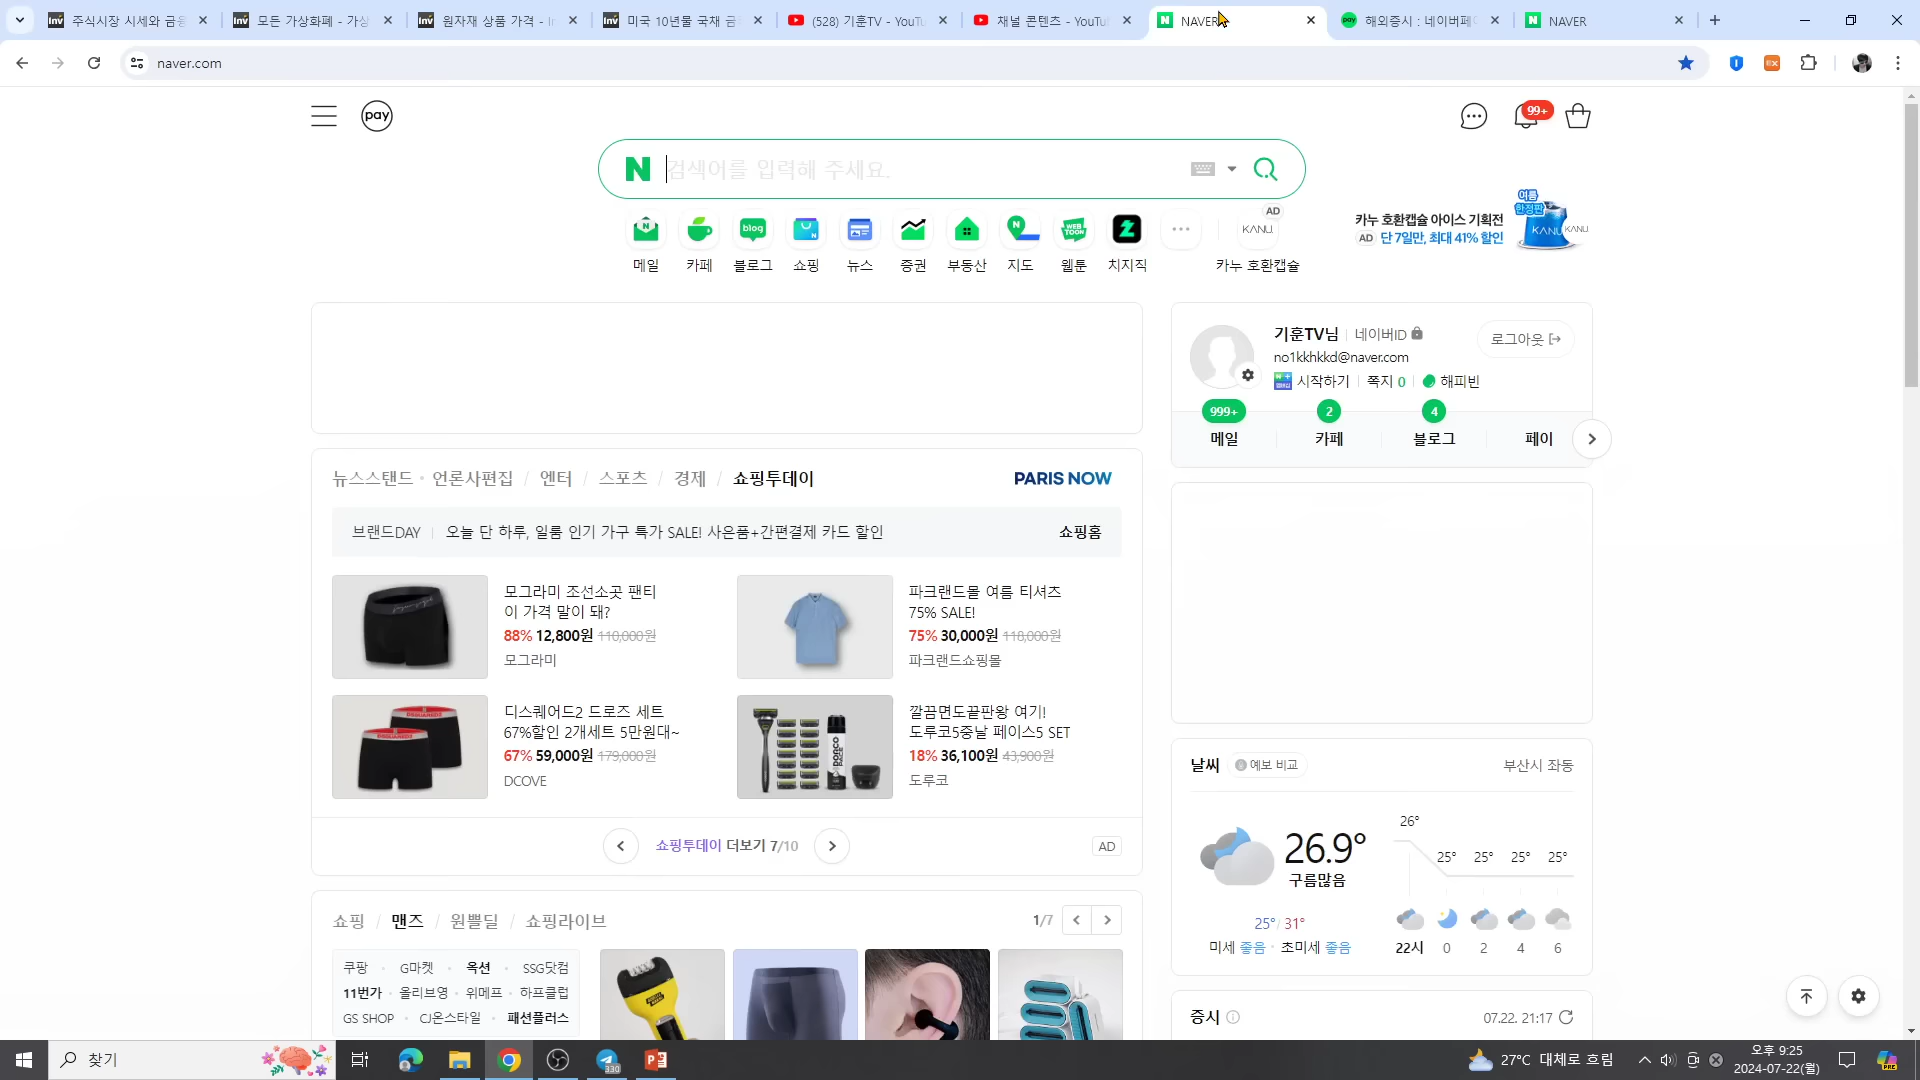 주식시장 시세와 금융
모든 가상화폐 - 가상
원자재 상품 가격 - In
미국 10년물 국채 금
(528) 기훈TV - YouTu
채널 콘텐츠 - YouTu
NAVER
해외증시 : 네이버페이
NAVER
naver.com
pay
99+
N 검색어를 입력해 주세요.
AD
메일
카페
blog
블로그
쇼핑
뉴스
증권
부동산
지도
WEB TOON
웹툰
치지직
KANU.
카누 호환캡슐
카누 호환캡슐 아이스 기획전
AD 단 7일만, 최대 41% 할인
여름
한정판
KANU
KANU
기훈TV님 네이버ID
no1kkhkkd@naver.com
로그아웃
시작하기 쪽지 0 해피빈
999+ 2 4
메일 카페 블로그 페이
뉴스스탠드 · 언론사편집 / 엔터 / 스포츠 / 경제 / 쇼핑투데이
PARIS NOW
브랜드DAY 오늘 단 하루, 일룸 인기 가구 특가 SALE! 사은품+간편결제 카드 할인 쇼핑홈
모그라미 조선소곳 팬티
이 가격 말이 돼?
88% 12,800원 110,000원
모그라미
파크랜드몰 여름 티셔츠
75% SALE!
75% 30,000원 118,000원
파크랜드쇼핑몰
디스퀘어드2 드로즈 세트
67%할인 2개세트 5만원대~
67% 59,000원 179,000원
DCOVE
DORCO
깔끔면도끝판왕 여기!
도루코5중날 페이스5 SET
18% 36,100원 43,900원
도루코
쇼핑투데이 더보기 7/10
AD
날씨 예보 비교 부산시 좌동
26.9°
구름많음
25° / 31°
미세 좋음 · 초미세 좋음
26°
25° 25° 25° 25°
22시 0 2 4 6
쇼핑 / 맨즈 / 원쁠딜 / 쇼핑라이브
1/7
쿠팡 · G마켓 · 옥션 · SSG닷컴
11번가 · 올리브영 · 위메프 · 하프클럽
GS SHOP · CJ온스타일 · 패션플러스
증시 07.22. 21:17
찾기
330
27°C 대체로 흐림
오후 9:25
2024-07-22(월)